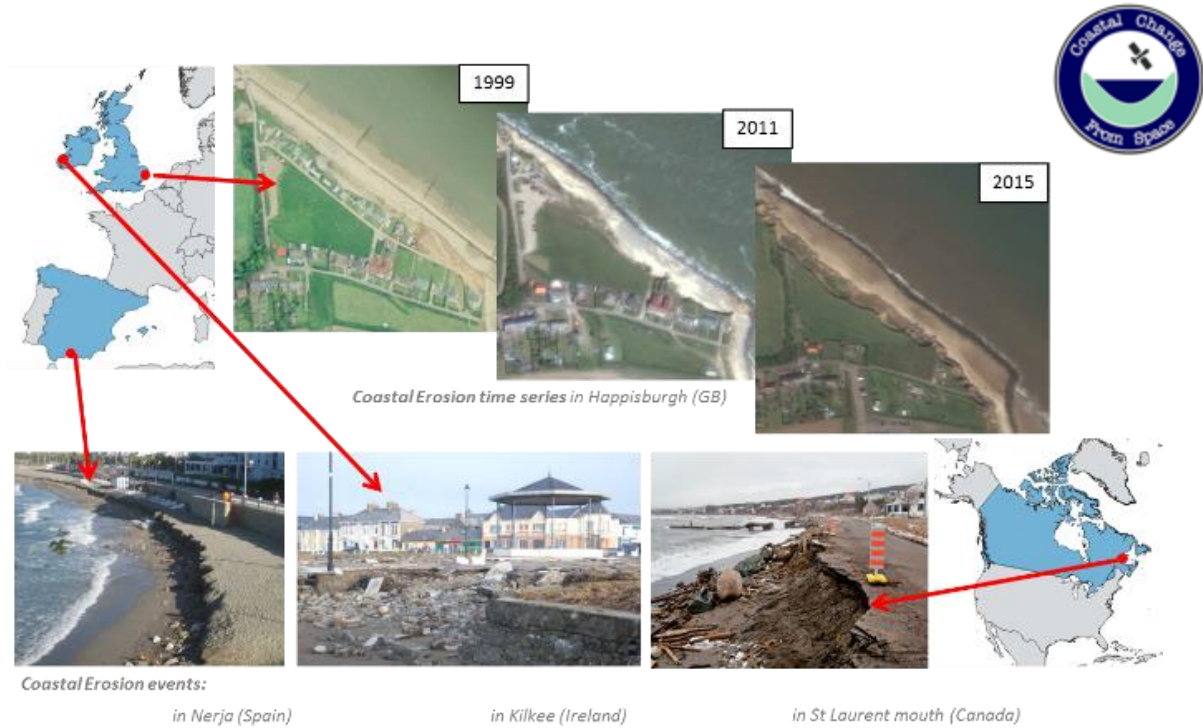 Coastal Change
From Space
1999
2011
2015
Coastal Erosion time series in Happisburgh (GB)
Coastal Erosion events:
in Nerja (Spain)
in Kilkee (Ireland)
in St Laurent mouth (Canada)